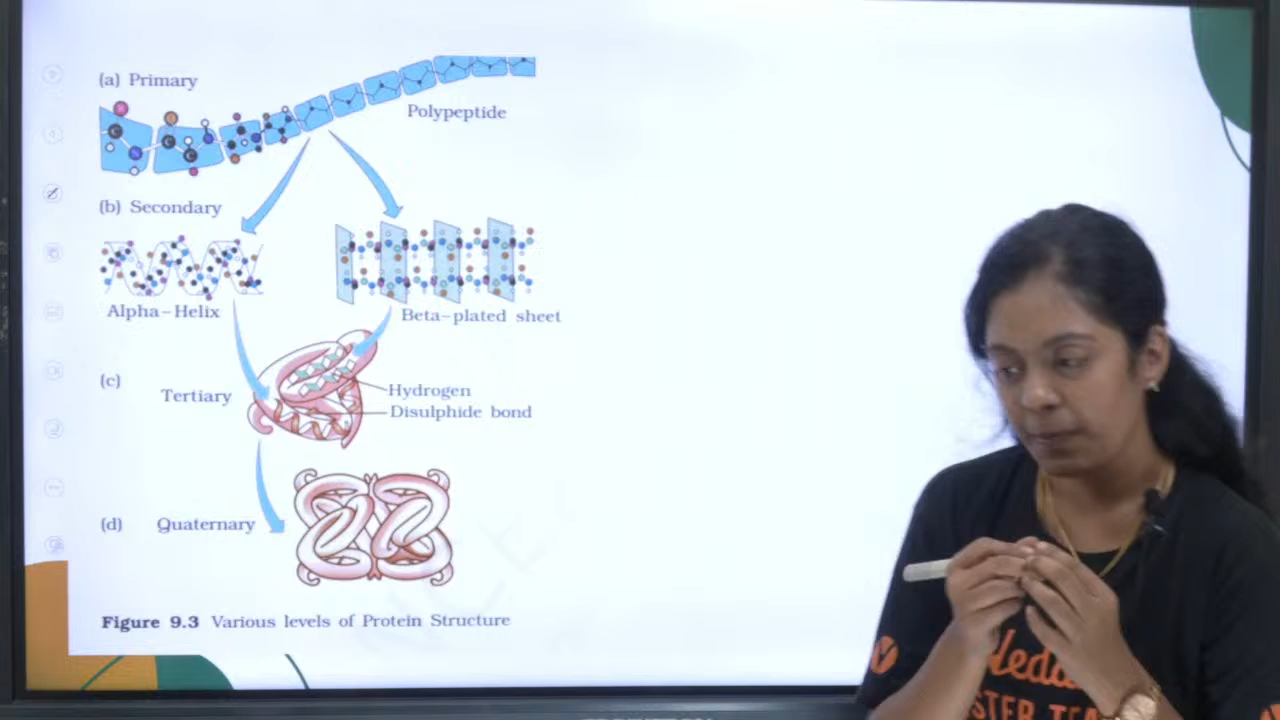 (a) Primary
Polypeptide
(b) Secondary
Alpha-Helix
Beta-plated sheet
(c)
Tertiary
Hydrogen
Disulphide bond
(d) Quaternary
Figure 9.3 Various levels of Protein Structure